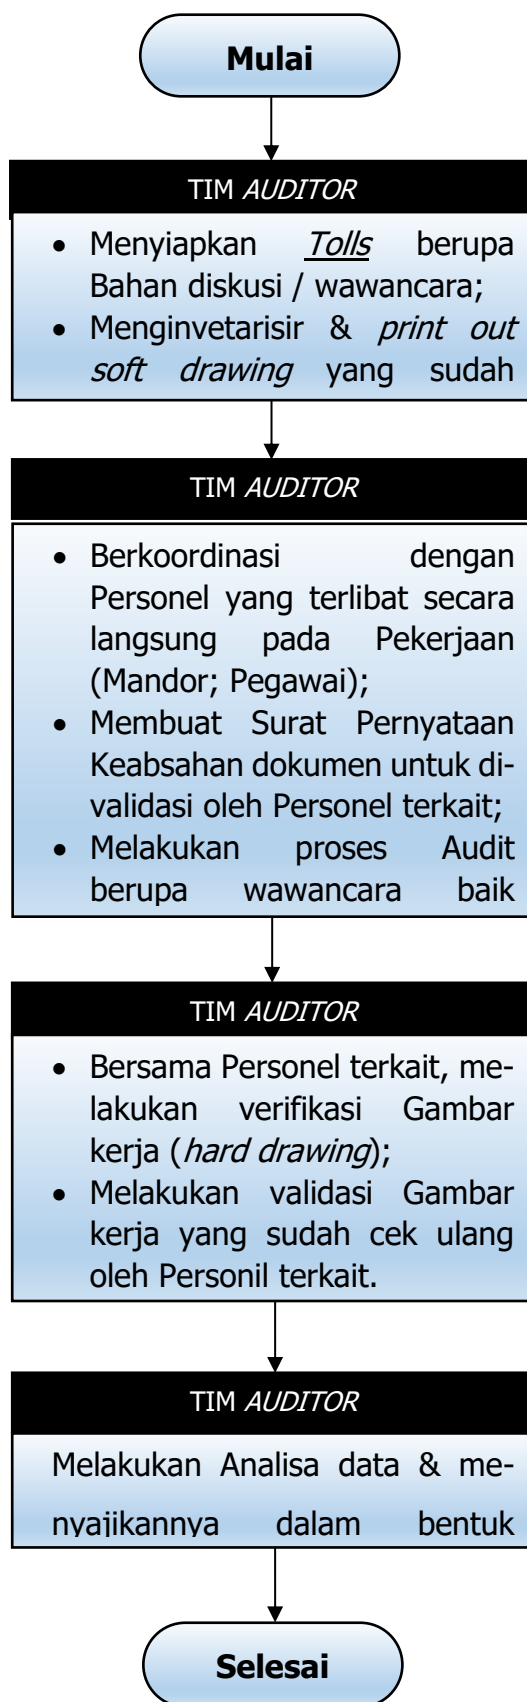 Mulai
TIM AUDITOR
• Menyiapkan Tolls berupa
Bahan diskusi / wawancara;
• Menginvetarisir & print out
soft drawing yang sudah
TIM AUDITOR
• Berkoordinasi dengan
Personel yang terlibat secara
langsung pada Pekerjaan
(Mandor; Pegawai);
• Membuat Surat Pernyataan
Keabsahan dokumen untuk di-
validasi oleh Personel terkait;
• Melakukan proses Audit
berupa wawancara baik
TIM AUDITOR
• Bersama Personel terkait, me-
lakukan verifikasi Gambar
kerja (hard drawing);
• Melakukan validasi Gambar
kerja yang sudah cek ulang
oleh Personil terkait.
TIM AUDITOR
Melakukan Analisa data & me-
nyajikannya dalam bentuk
Selesai